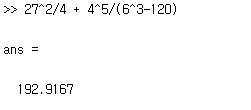 >> 27^2/4 + 4^5/(6^3-120)
ans =
192.9167